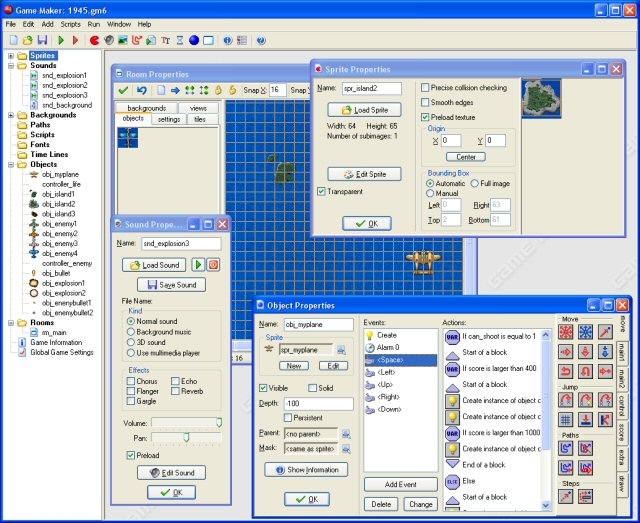 Game Maker: 1945.gm6
File Edit Add Scripts Run Windows Help
Sprites
Sounds
snd_explosion1
snd_explosion2
snd_explosion3
snd_background
Backgrounds
Paths
Scripts
Fonts
Time Lines
Objects
obj_myplane
controller_life
obj_island1
obj_island2
obj_island3
obj_enemy1
obj_enemy2
obj_enemy3
obj_enemy4
controller_enemy
obj_bullet
obj_explosion1
obj_explosion2
obj_enemybullet1
obj_enemybullet2
Rooms
rm_main
Game Information
Global Game Settings
Room Properties
Snap X: 16 Snap
backgrounds views
objects settings tiles
: 16
Sprite Properties
Name: spr_island2
Load Sprite
Width: 64 Height: 65
Number of subimages: 1
Edit Sprite
Transparent
OK
Precise collision checking
Smooth edges
Preload texture
Origin
X 0 Y 0
Center
Bounding Box
Automatic Full image
Manual
Left 0 Right 63
Top 2 Bottom 61
Sound Prope...
Name: snd_explosion3
Load Sound
Save Sound
File Name:
Kind
Normal sound
Background music
3D sound
Use multimedia player
Effects
Chorus Echo
Flanger Reverb
Gargle
Volume:
Pan:
Preload
Edit Sound
OK
Object Properties
Name: obj_myplane
Sprite
spr_myplane
New Edit
Visible Solid
Depth: -100
Persistent
Parent: <no parent>
Mask: <same as sprite>
Show Information
OK
Events:
Create
Alarm 0
<Space>
<Left>
<Up>
<Right>
<Down>
Add Event
Delete Change
Actions:
VAR If can_shoot is equal to 1
Start of a block
VAR If score is larger than 400
Start of a block
Create instance of object o
Create instance of object o
VAR If score is larger than 1000
Create instance of object o
End of a block
ELSE Else
Start of a block
Create instance of object o
Move
Jump
Paths
Steps
move
main1
main2
control
score
extra
draw